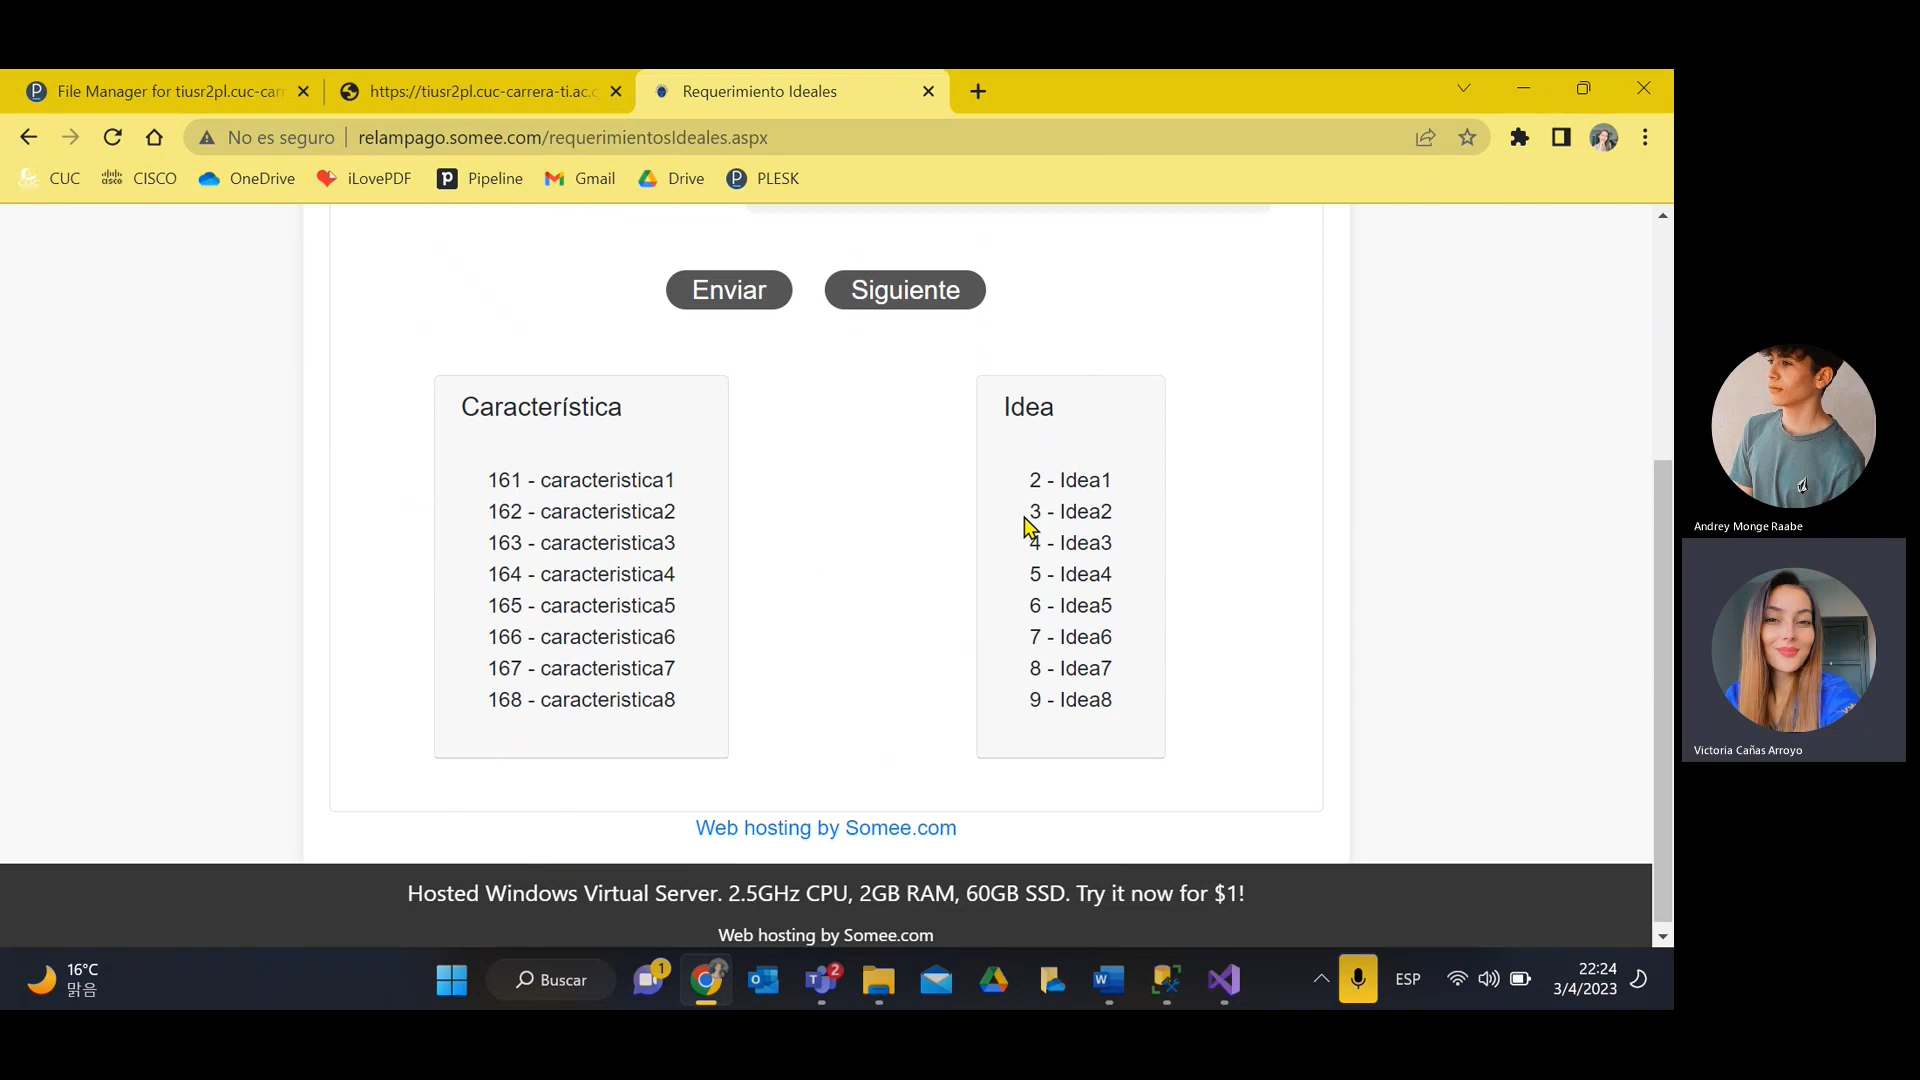 File Manager for tiusr2pl.cuc-carr
https://tiusr2pl.cuc-carrera-ti.ac.c
Requerimiento Ideales
No es seguro
relampago.somee.com/requerimientosIdeales.aspx
CUC
CISCO
OneDrive
iLovePDF
Pipeline
Gmail
Drive
PLESK
Enviar
Siguiente
Característica
161 - caracteristica1
162 - caracteristica2
163 - caracteristica3
164 - caracteristica4
165 - caracteristica5
166 - caracteristica6
167 - caracteristica7
168 - caracteristica8
Idea
2 - Idea1
3 - Idea2
4 - Idea3
5 - Idea4
6 - Idea5
7 - Idea6
8 - Idea7
9 - Idea8
Web hosting by Somee.com
Hosted Windows Virtual Server. 2.5GHz CPU, 2GB RAM, 60GB SSD. Try it now for $1!
Web hosting by Somee.com
Andrey Monge Raabe
Victoria Cañas Arroyo
16°C
맑음
Buscar
1
2
ESP
22:24
3/4/2023